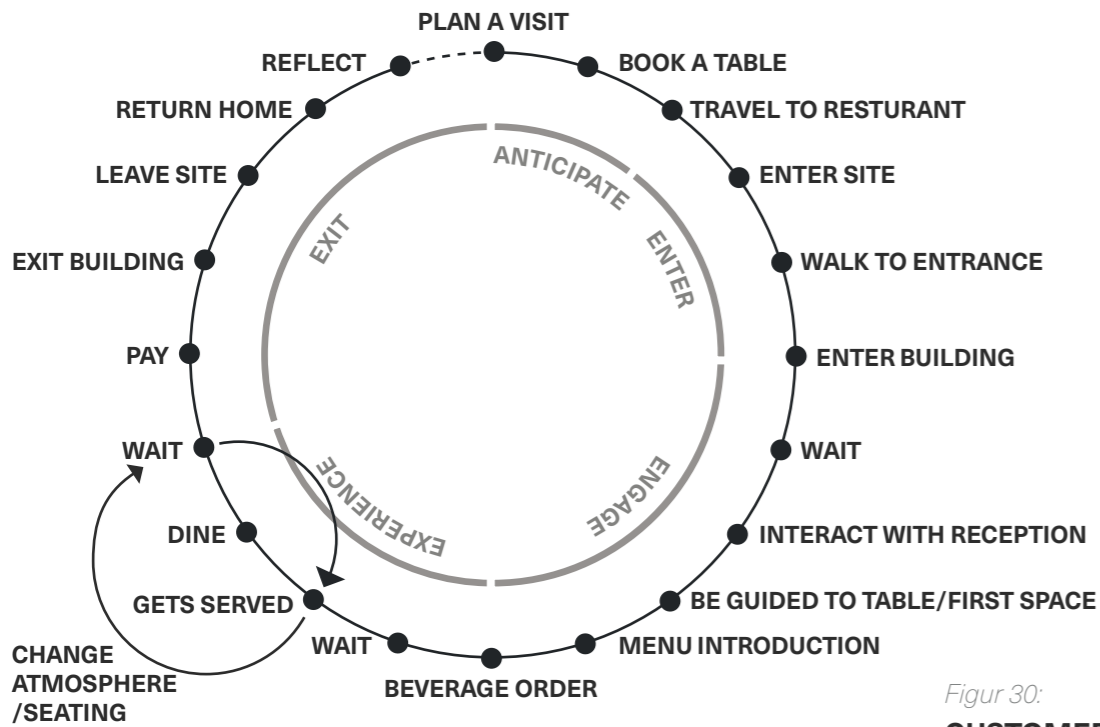 PLAN A VISIT
BOOK A TABLE
TRAVEL TO RESTURANT
ENTER SITE
WALK TO ENTRANCE
ENTER BUILDING
WAIT
INTERACT WITH RECEPTION
BE GUIDED TO TABLE/FIRST SPACE
MENU INTRODUCTION
BEVERAGE ORDER
WAIT
GETS SERVED
DINE
WAIT
PAY
EXIT BUILDING
LEAVE SITE
RETURN HOME
REFLECT
ANTICIPATE
ENTER
ENGAGE
EXPERIENCE
EXIT
CHANGE
ATMOSPHERE
/SEATING
Figur 30:
CUSTOMER